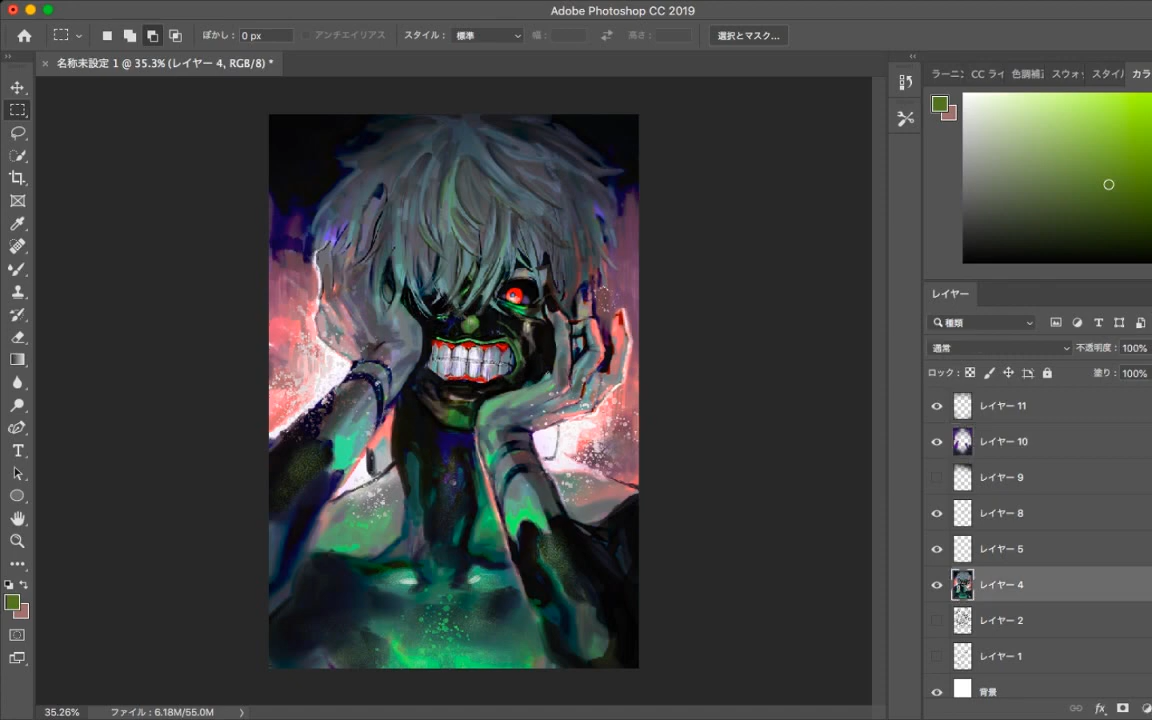 Adobe Photoshop CC 2019
ぼかし: 0 px
アンチエイリアス
スタイル: 標準
幅:
高さ:
選択とマスク...
名称未設定 1 @ 35.3% (レイヤー 4, RGB/8) *
ラーニ CC ライ 色調補 スウォッ スタイル カラ
レイヤー
種類
通常
不透明度: 100%
ロック:
塗り: 100%
レイヤー 11
レイヤー 10
レイヤー 9
レイヤー 8
レイヤー 5
レイヤー 4
レイヤー 2
レイヤー 1
背景
fx
35.26%
ファイル : 6.18M/55.0M